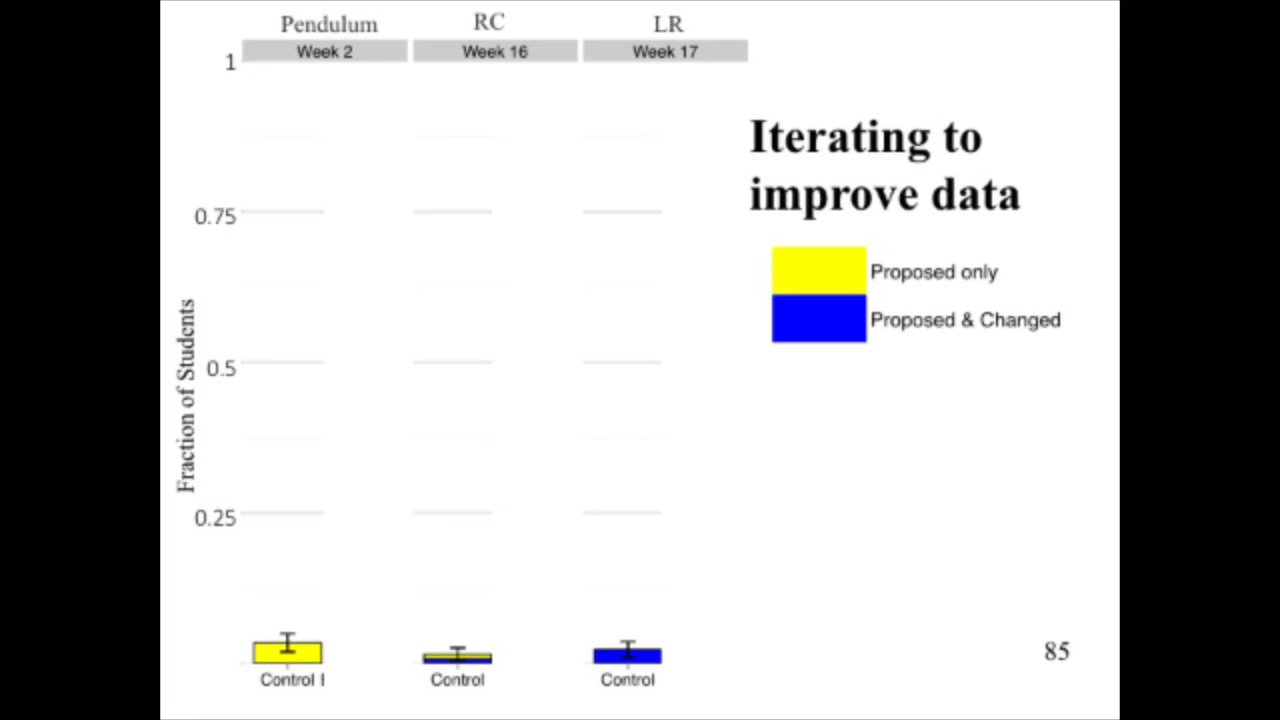 Pendulum RC LR
Week 2 Week 16 Week 17
1
Iterating to
improve data
0.75
Proposed only
Proposed & Changed
0.5
Fraction of Students
0.25
85
Control Control Control